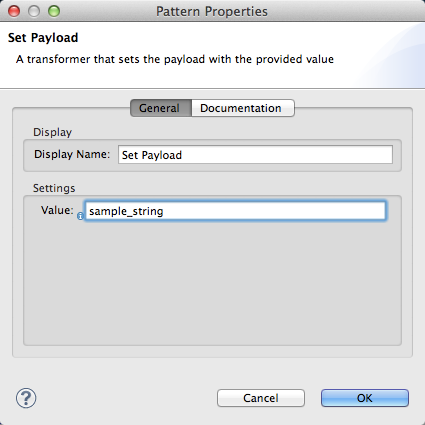 Pattern Properties
Set Payload
A transformer that sets the payload with the provided value
General Documentation
Display
Display Name: Set Payload
Settings
Value: i sample_string
? Cancel OK